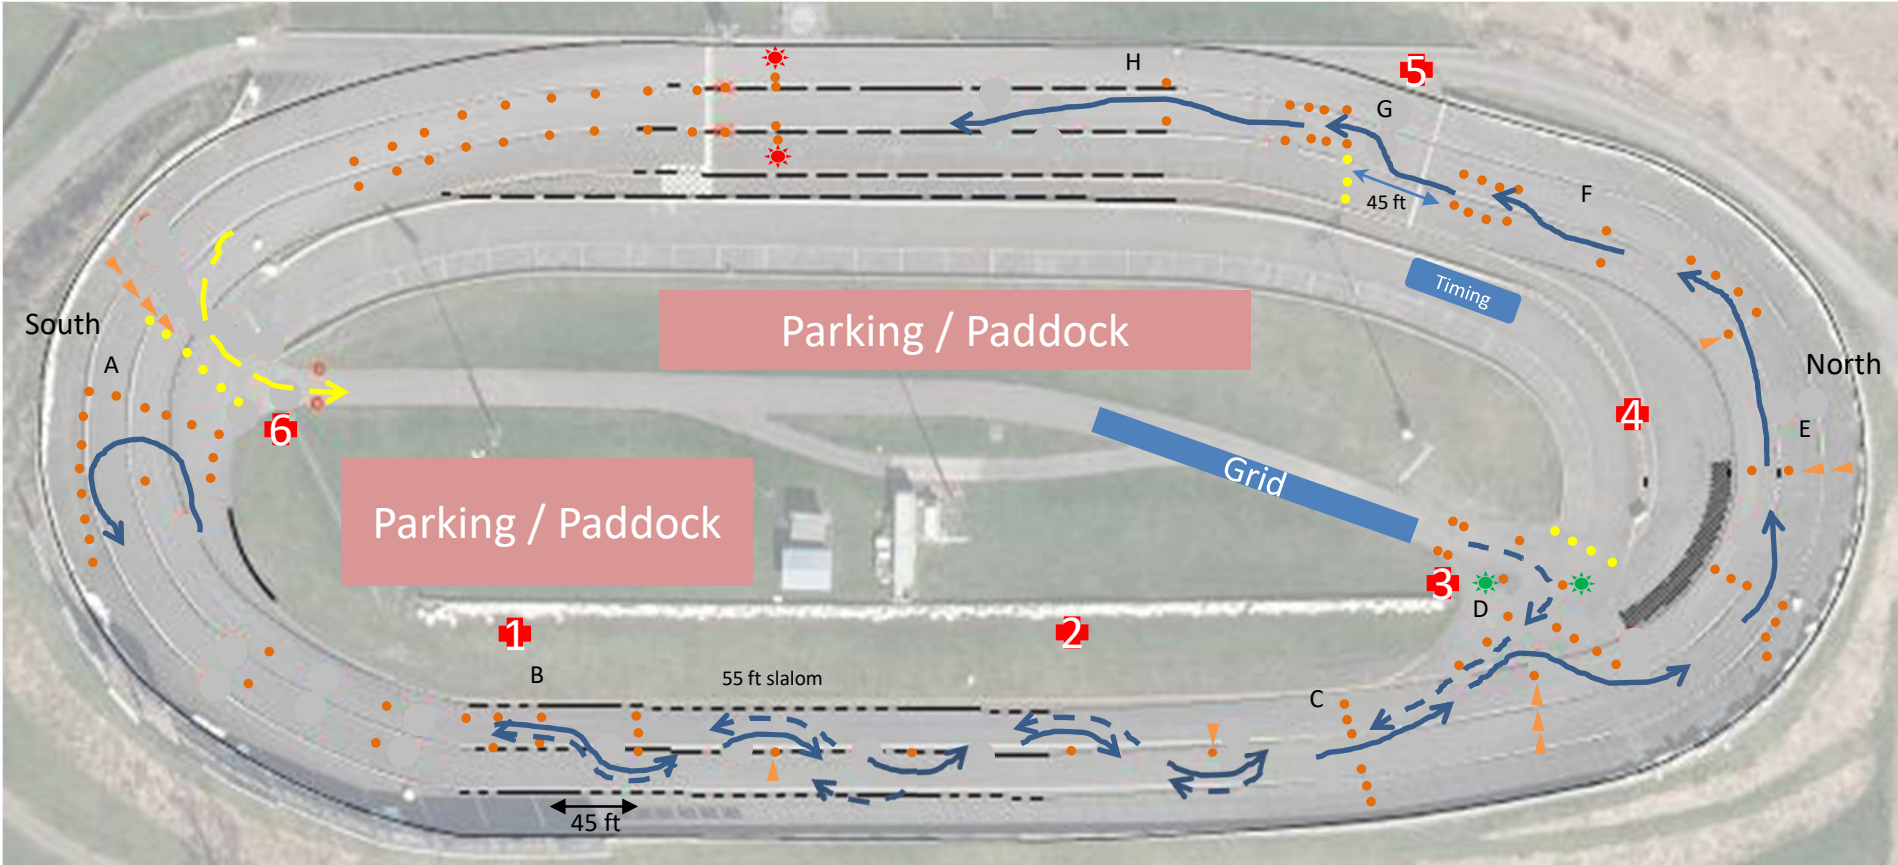 H
5
G
F
45 ft
Timing
South
A
Parking / Paddock
North
6
4
E
Grid
Parking / Paddock
3
D
1
2
B
55 ft slalom
C
45 ft